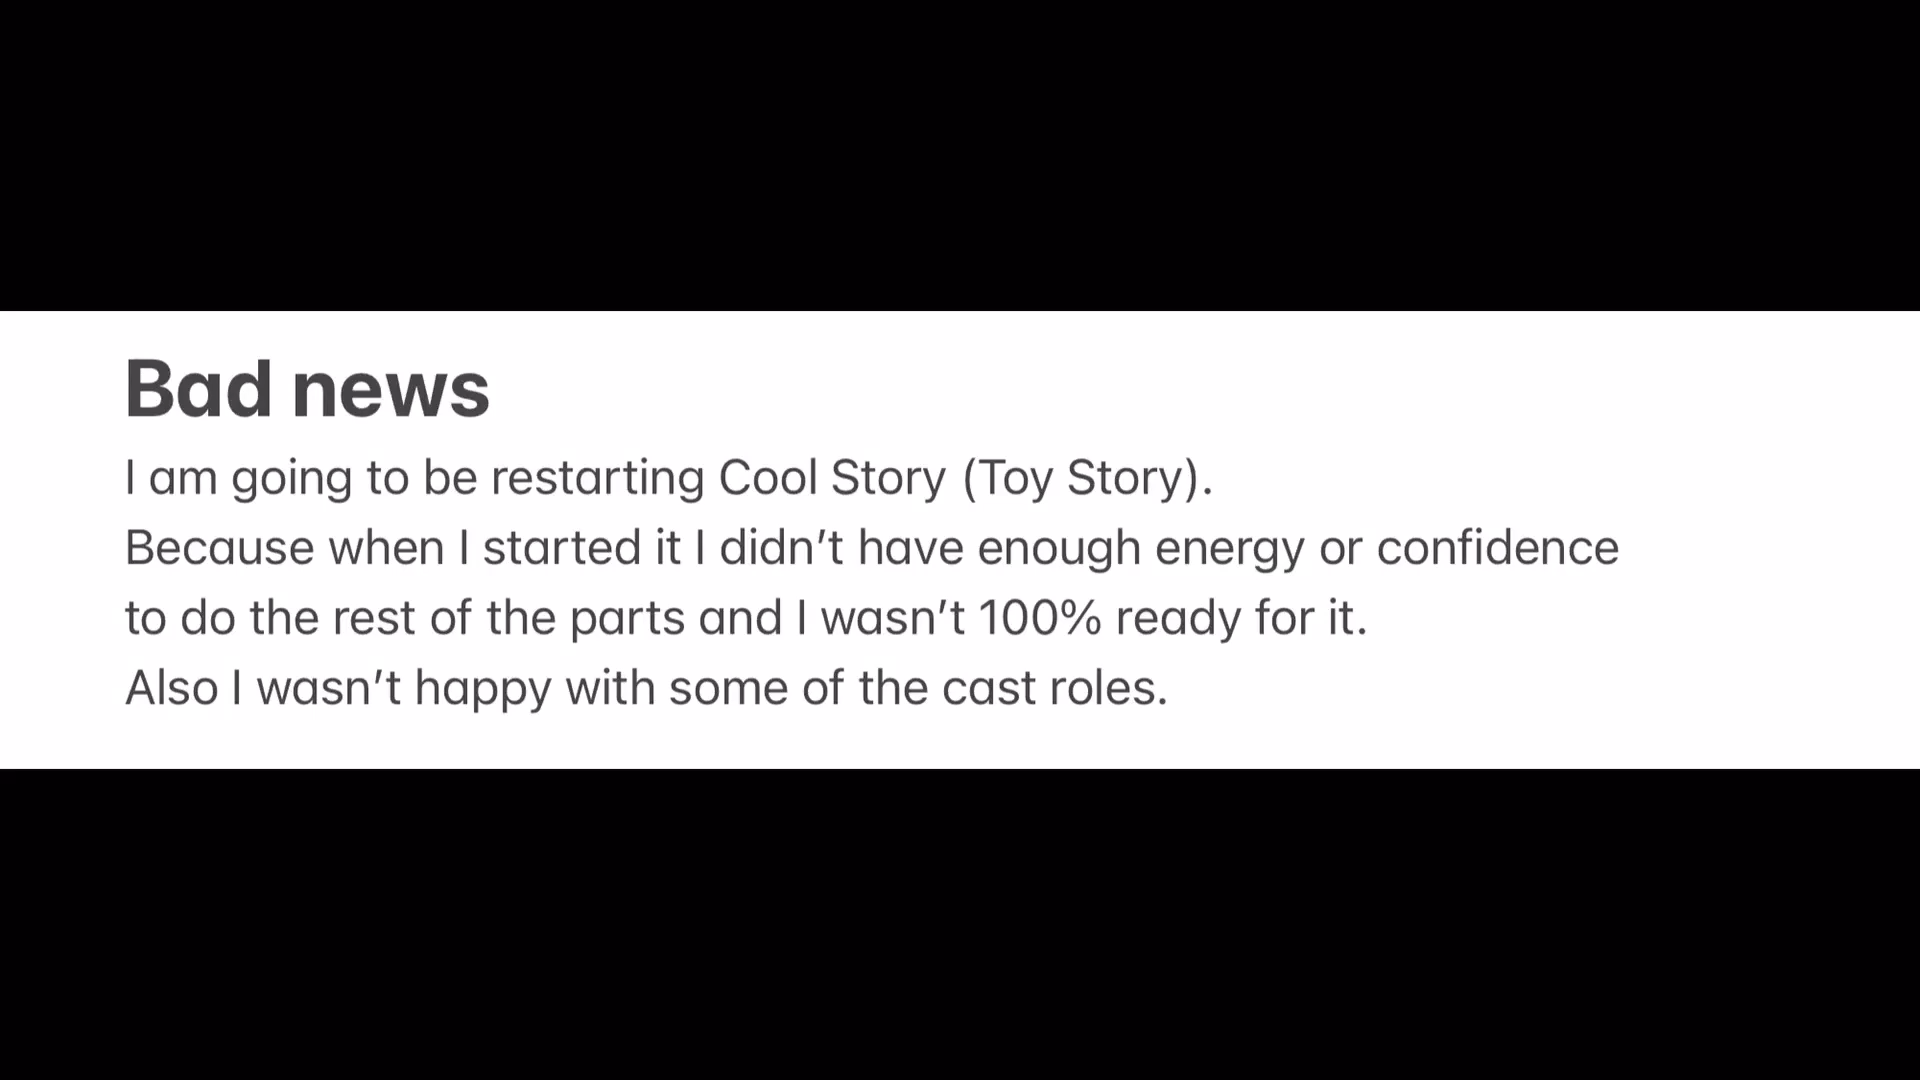 Bad news
I am going to be restarting Cool Story (Toy Story).
Because when I started it I didn’t have enough energy or confidence
to do the rest of the parts and I wasn’t 100% ready for it.
Also I wasn’t happy with some of the cast roles.